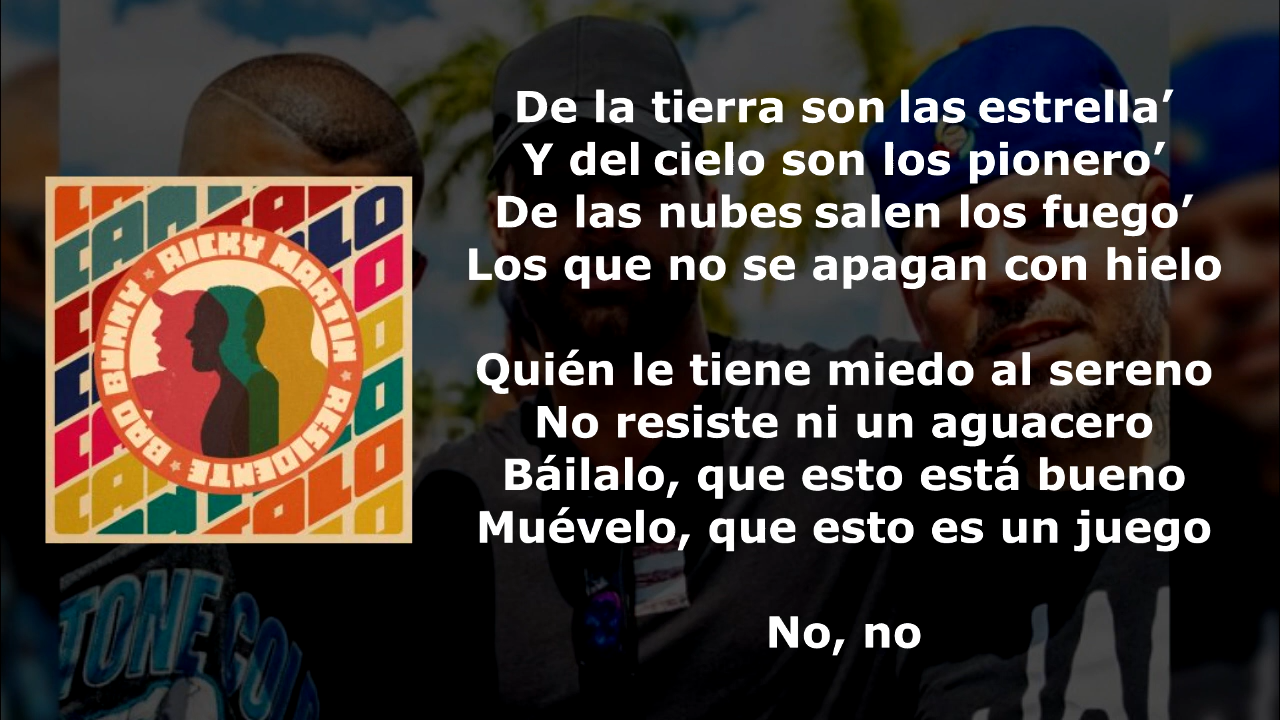 De la tierra son las estrella’
Y del cielo son los pionero’
De las nubes salen los fuego’
Los que no se apagan con hielo
Quién le tiene miedo al sereno
No resiste ni un aguacero
Báilalo, que esto está bueno
Muévelo, que esto es un juego
No, no
RICKY MARTIN ★ RESIDENTE ★ BAD BUNNY ★
TONE COL